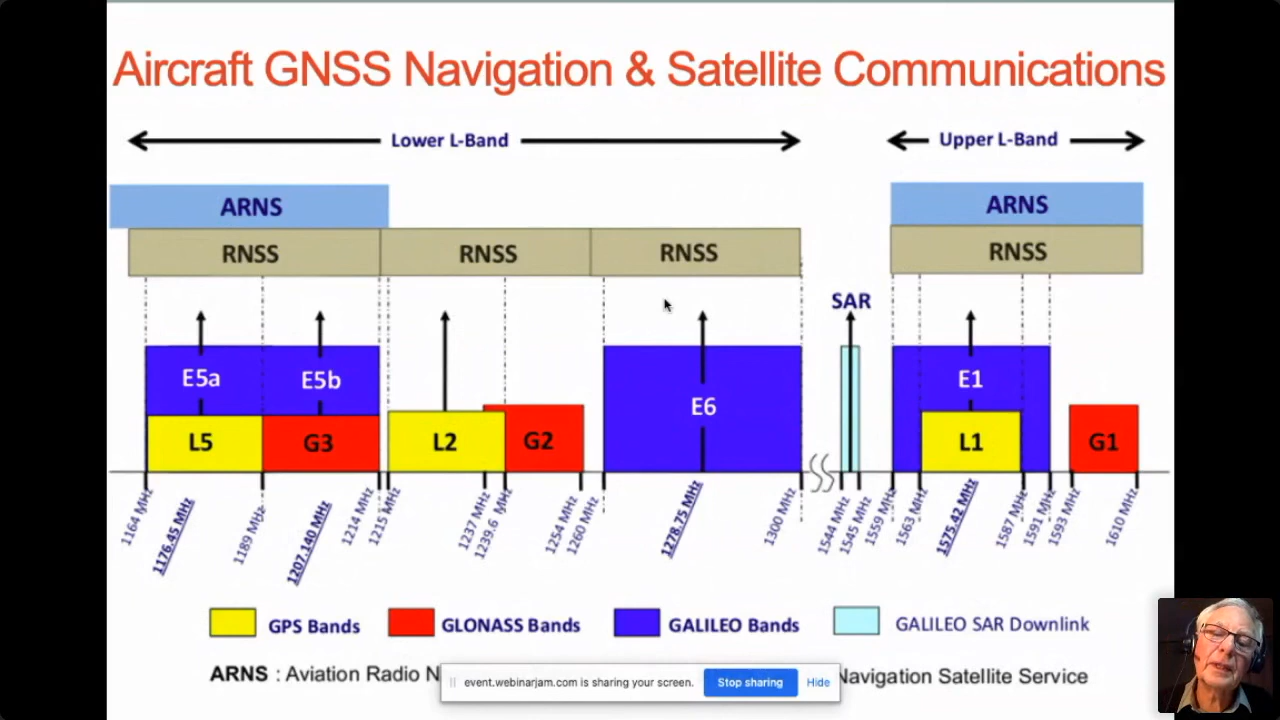 Aircraft GNSS Navigation & Satellite Communications
Lower L-Band
Upper L-Band
ARNS
ARNS
RNSS
RNSS
RNSS
RNSS
SAR
E5a
E5b
E6
E1
L5
G3
L2
G2
L1
G1
1164 MHz
1176.45 MHz
1189 MHz
1207.140 MHz
1214 MHz
1215 MHz
1237 MHz
1239.6 MHz
1254 MHz
1260 MHz
1278.75 MHz
1300 MHz
1544 MHz
1545 MHz
1559 MHz
1563 MHz
1575.42 MHz
1587 MHz
1591 MHz
1593 MHz
1610 MHz
GPS Bands
GLONASS Bands
GALILEO Bands
GALILEO SAR Downlink
ARNS : Aviation Radio N
Navigation Satellite Service
event.webinarjam.com is sharing your screen.
Stop sharing
Hide